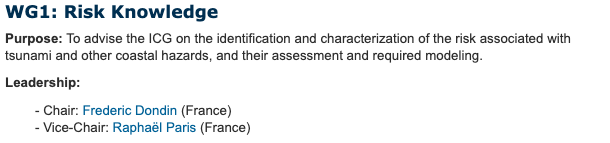 WG1: Risk Knowledge
Purpose: To advise the ICG on the identification and characterization of the risk associated with
tsunami and other coastal hazards, and their assessment and required modeling.
Leadership:
- Chair: Frederic Dondin (France)
- Vice-Chair: Raphaël Paris (France)